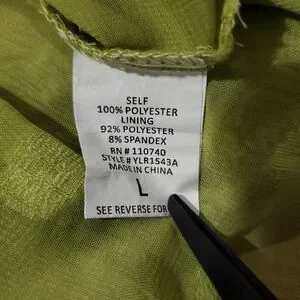 SELF
100% POLYESTER
LINING
92% POLYESTER
8% SPANDEX
RN # 110740
STYLE# YLR1543A
MADE IN CHINA
L
SEE REVERSE FOR